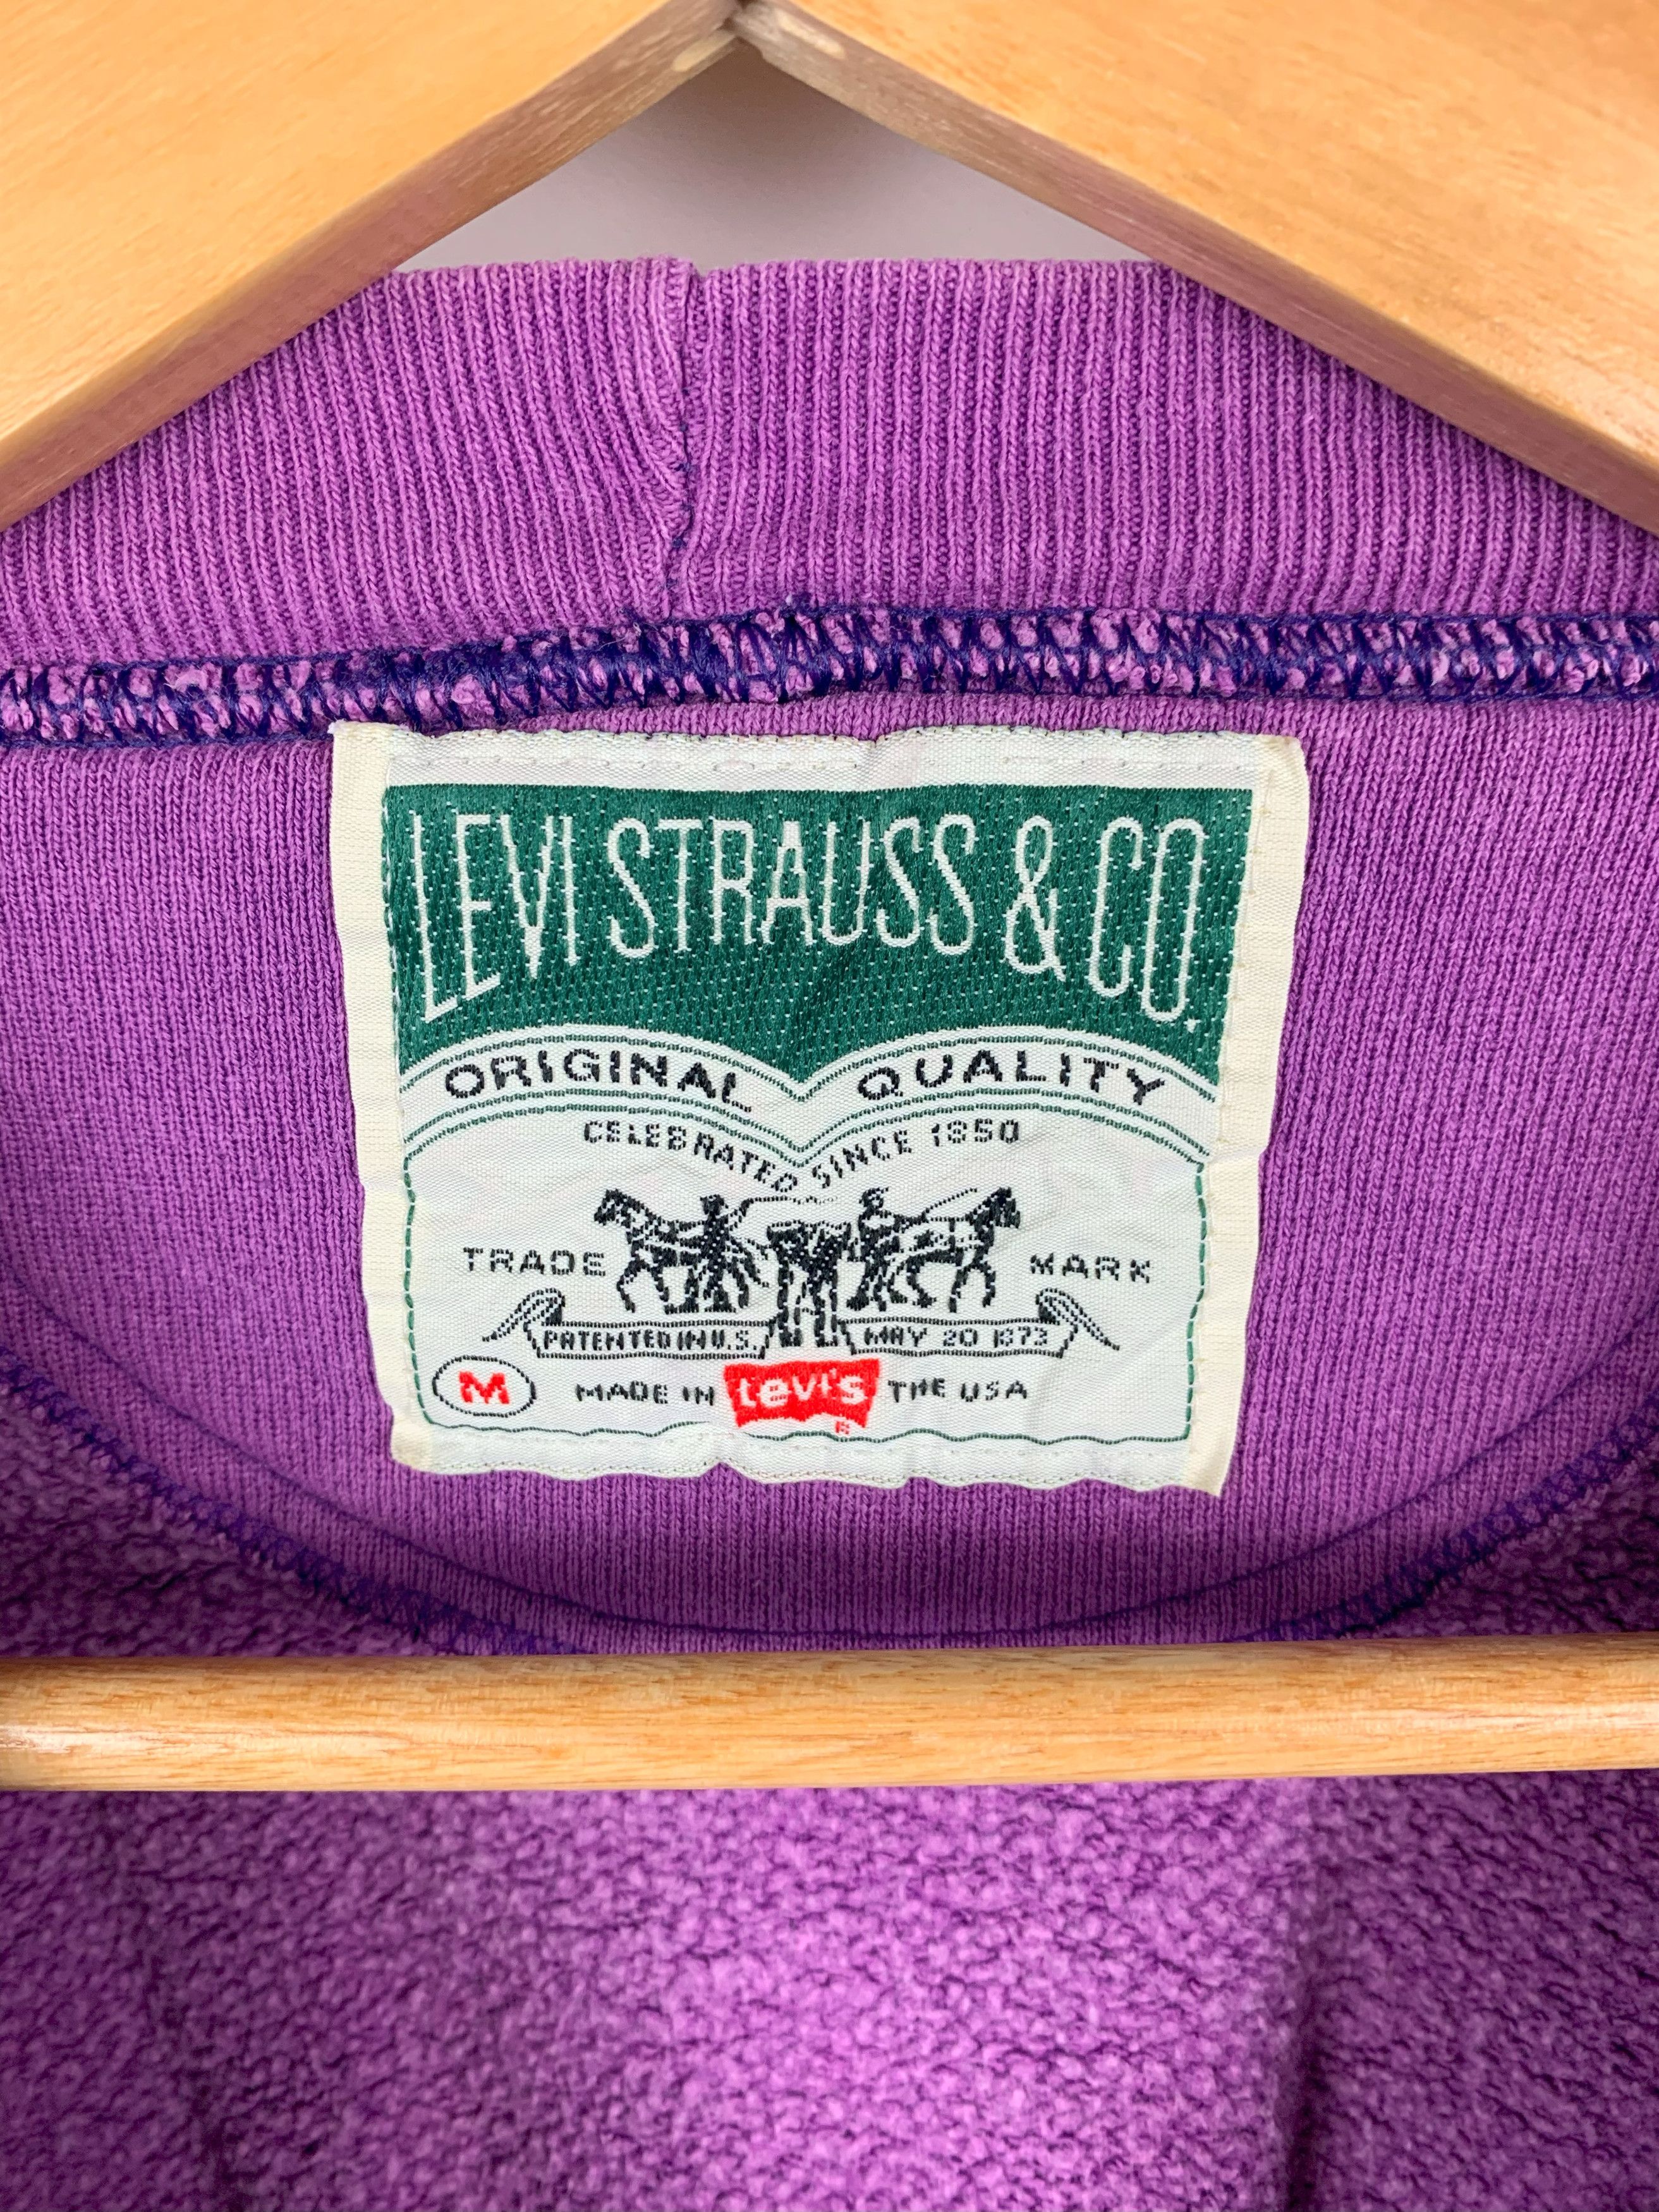 LEVI STRAUSS & CO.
ORIGINAL QUALITY
CELEBRATED SINCE 1850
TRADE MARK
PATENTED IN U.S. MAY 20 1873
M MADE IN Levi's THE USA
R